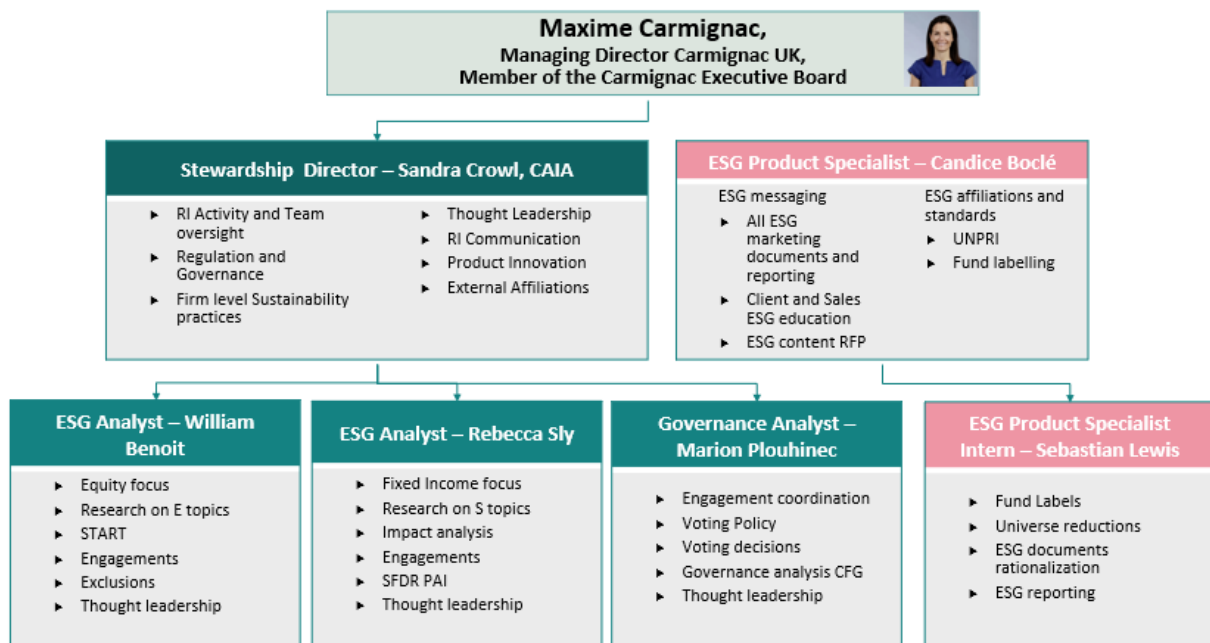 Maxime Carmignac,
Managing Director Carmignac UK,
Member of the Carmignac Executive Board
Stewardship Director – Sandra Crowl, CAIA
► RI Activity and Team
oversight
► Regulation and
Governance
► Firm level Sustainability
practices
► Thought Leadership
► RI Communication
► Product Innovation
► External Affiliations
ESG Product Specialist – Candice Boclé
ESG messaging
► All ESG
marketing
documents and
reporting
► Client and Sales
ESG education
► ESG content RFP
ESG affiliations and
standards
► UNPRI
► Fund labelling
ESG Analyst – William
Benoit
► Equity focus
► Research on E topics
► START
► Engagements
► Exclusions
► Thought leadership
ESG Analyst – Rebecca Sly
► Fixed Income focus
► Research on S topics
► Impact analysis
► Engagements
► SFDR PAI
► Thought leadership
Governance Analyst –
Marion Plouhinec
► Engagement coordination
► Voting Policy
► Voting decisions
► Governance analysis CFG
► Thought leadership
ESG Product Specialist
Intern – Sebastian Lewis
► Fund Labels
► Universe reductions
► ESG documents
rationalization
► ESG reporting